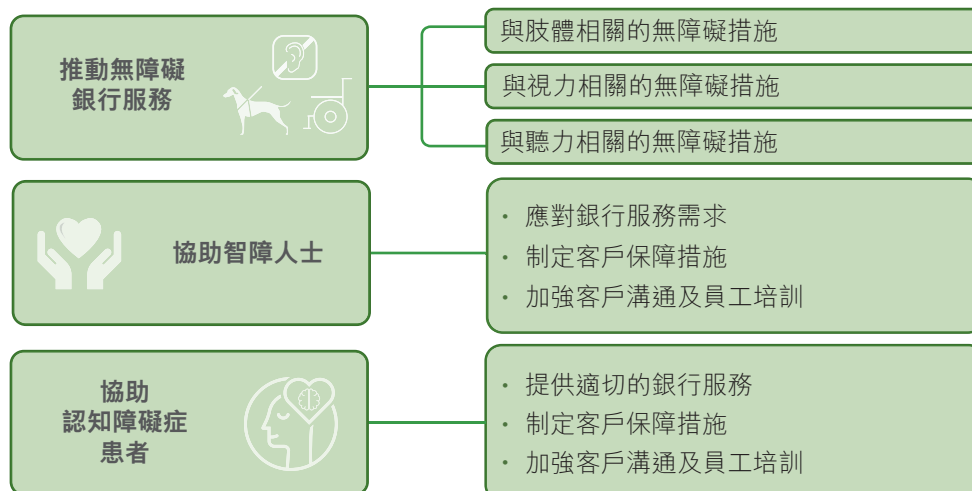 推動無障礙
銀行服務
與肢體相關的無障礙措施
與視力相關的無障礙措施
與聽力相關的無障礙措施
協助智障人士
• 應對銀行服務需求
• 制定客戶保障措施
• 加強客戶溝通及員工培訓
協助
認知障礙症
患者
• 提供適切的銀行服務
• 制定客戶保障措施
• 加強客戶溝通及員工培訓